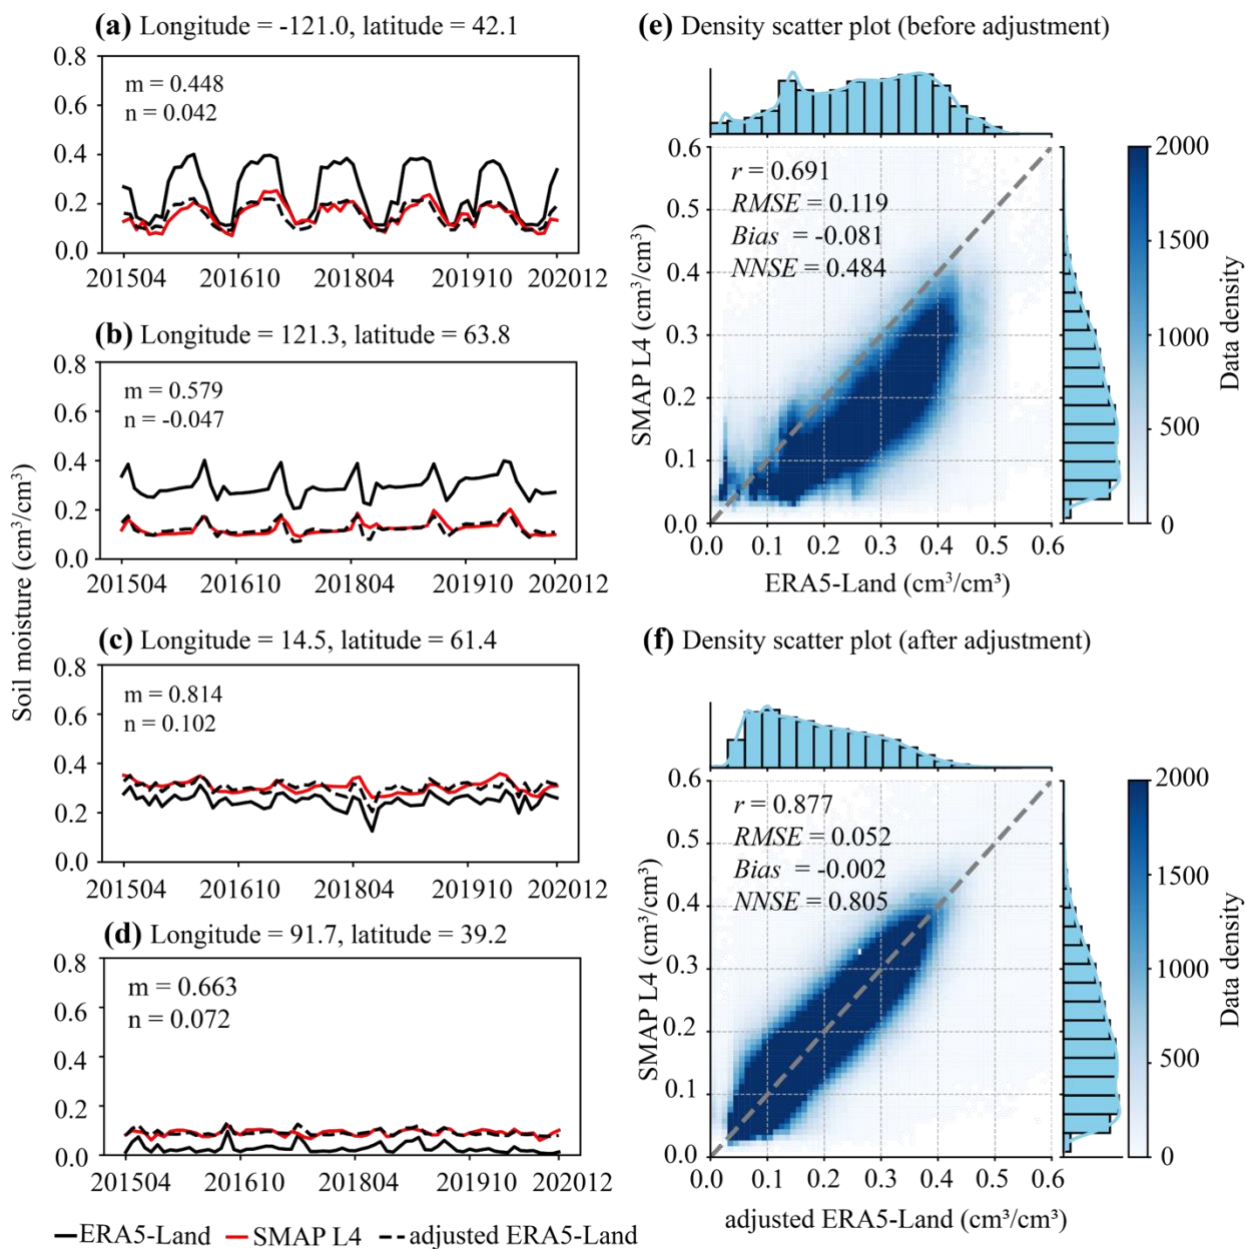 (a) Longitude = -121.0, latitude = 42.1
0.8
0.6
0.4
0.2
0.0
m = 0.448
n = 0.042
201504 201610 201804 201910 202012
(b) Longitude = 121.3, latitude = 63.8
0.8
0.6
0.4
0.2
0.0
m = 0.579
n = -0.047
201504 201610 201804 201910 202012
Soil moisture (cm³/cm³)
(c) Longitude = 14.5, latitude = 61.4
0.8
0.6
0.4
0.2
0.0
m = 0.814
n = 0.102
201504 201610 201804 201910 202012
(d) Longitude = 91.7, latitude = 39.2
0.8
0.6
0.4
0.2
0.0
m = 0.663
n = 0.072
201504 201610 201804 201910 202012
ERA5-Land SMAP L4 adjusted ERA5-Land
(e) Density scatter plot (before adjustment)
0.6
0.5
0.4
0.3
0.2
0.1
0.0
SMAP L4 (cm³/cm³)
r = 0.691
RMSE = 0.119
Bias = -0.081
NNSE = 0.484
0.0 0.1 0.2 0.3 0.4 0.5 0.6
ERA5-Land (cm³/cm³)
2000
1500
1000
500
0
Data density
(f) Density scatter plot (after adjustment)
0.6
0.5
0.4
0.3
0.2
0.1
0.0
SMAP L4 (cm³/cm³)
r = 0.877
RMSE = 0.052
Bias = -0.002
NNSE = 0.805
0.0 0.1 0.2 0.3 0.4 0.5 0.6
adjusted ERA5-Land (cm³/cm³)
2000
1500
1000
500
0
Data density